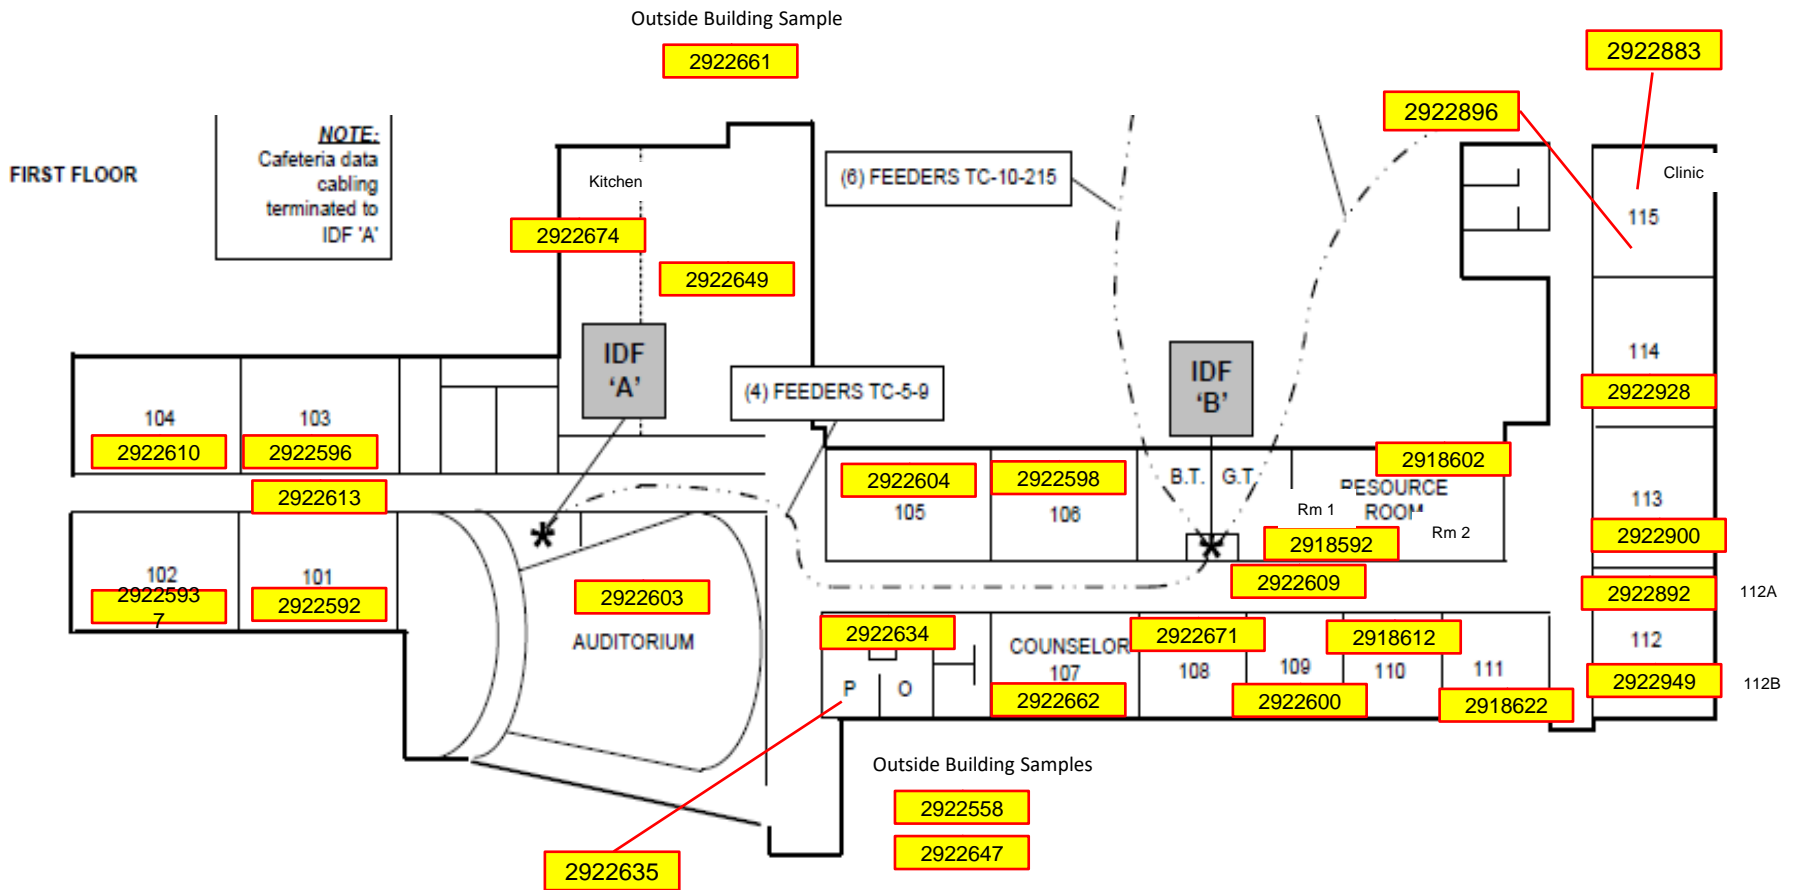 Outside Building Sample
2922661
2922883
2922896
FIRST FLOOR
NOTE:
Cafeteria data
cabling
terminated to
IDF 'A'
Kitchen
(6) FEEDERS TC-10-215
Clinic
115
2922674
2922649
IDF
‘A’
(4) FEEDERS TC-5-9
IDF
‘B’
114
2922928
104
2922610
103
2922596
2922613
2922604
105
2922598
106
B.T.
G.T.
2918602
RESOURCE
ROOM
Rm 1
Rm 2
2918592
113
2922900
*
*
102
2922593
7
101
2922592
2922603
AUDITORIUM
2922609
2922892
112A
2922634
P
O
COUNSELOR
107
2922662
2922671
108
109
2922600
2918612
110
111
2918622
112
2922949
112B
Outside Building Samples
2922558
2922647
2922635